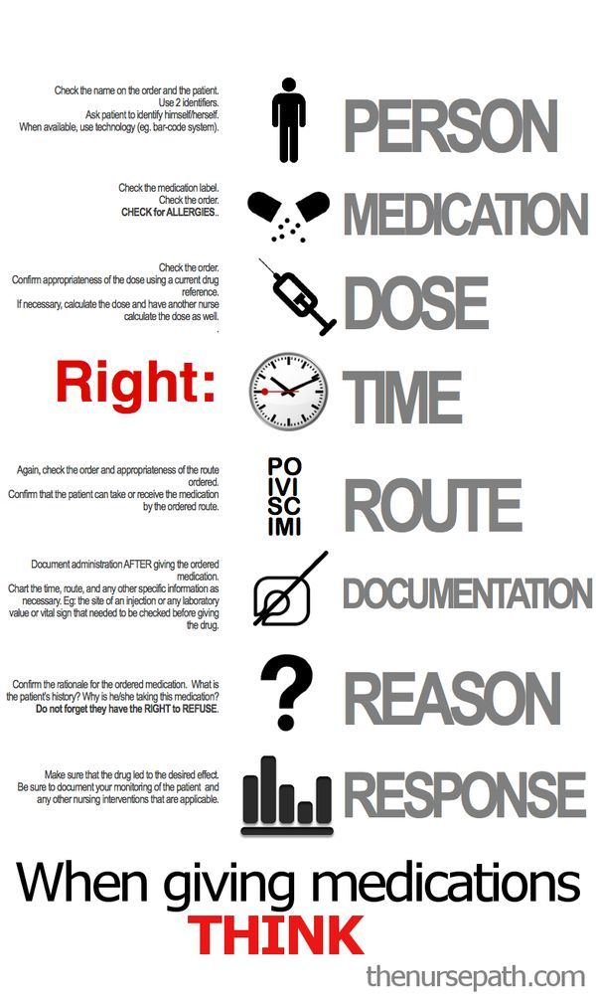 Check the name on the order and the patient.
Use 2 identifiers.
Ask patient to identify himself/herself.
When available, use technology (eg. bar-code system).
PERSON
Check the medication label.
Check the order.
CHECK for ALLERGIES..
MEDICATION
Check the order.
Confirm appropriateness of the dose using a current drug
reference.
If necessary, calculate the dose and have another nurse
calculate the dose as well.
.
DOSE
Right:
TIME
Again, check the order and appropriateness of the route
ordered.
Confirm that the patient can take or receive the medication
by the ordered route.
PO
IVI
SC
IMI
ROUTE
Document administration AFTER giving the ordered
medication.
Chart the time, route, and any other specific information as
necessary. Eg: the site of an injection or any laboratory
value or vital sign that needed to be checked before giving
the drug.
DOCUMENTATION
Confirm the rationale for the ordered medication. What is
the patient's history? Why is he/she taking this medication?
Do not forget they have the RIGHT to REFUSE.
?
REASON
Make sure that the drug led to the desired effect.
Be sure to document your monitoring of the patient and
any other nursing interventions that are applicable.
RESPONSE
When giving medications
THINK
thenursepath.com